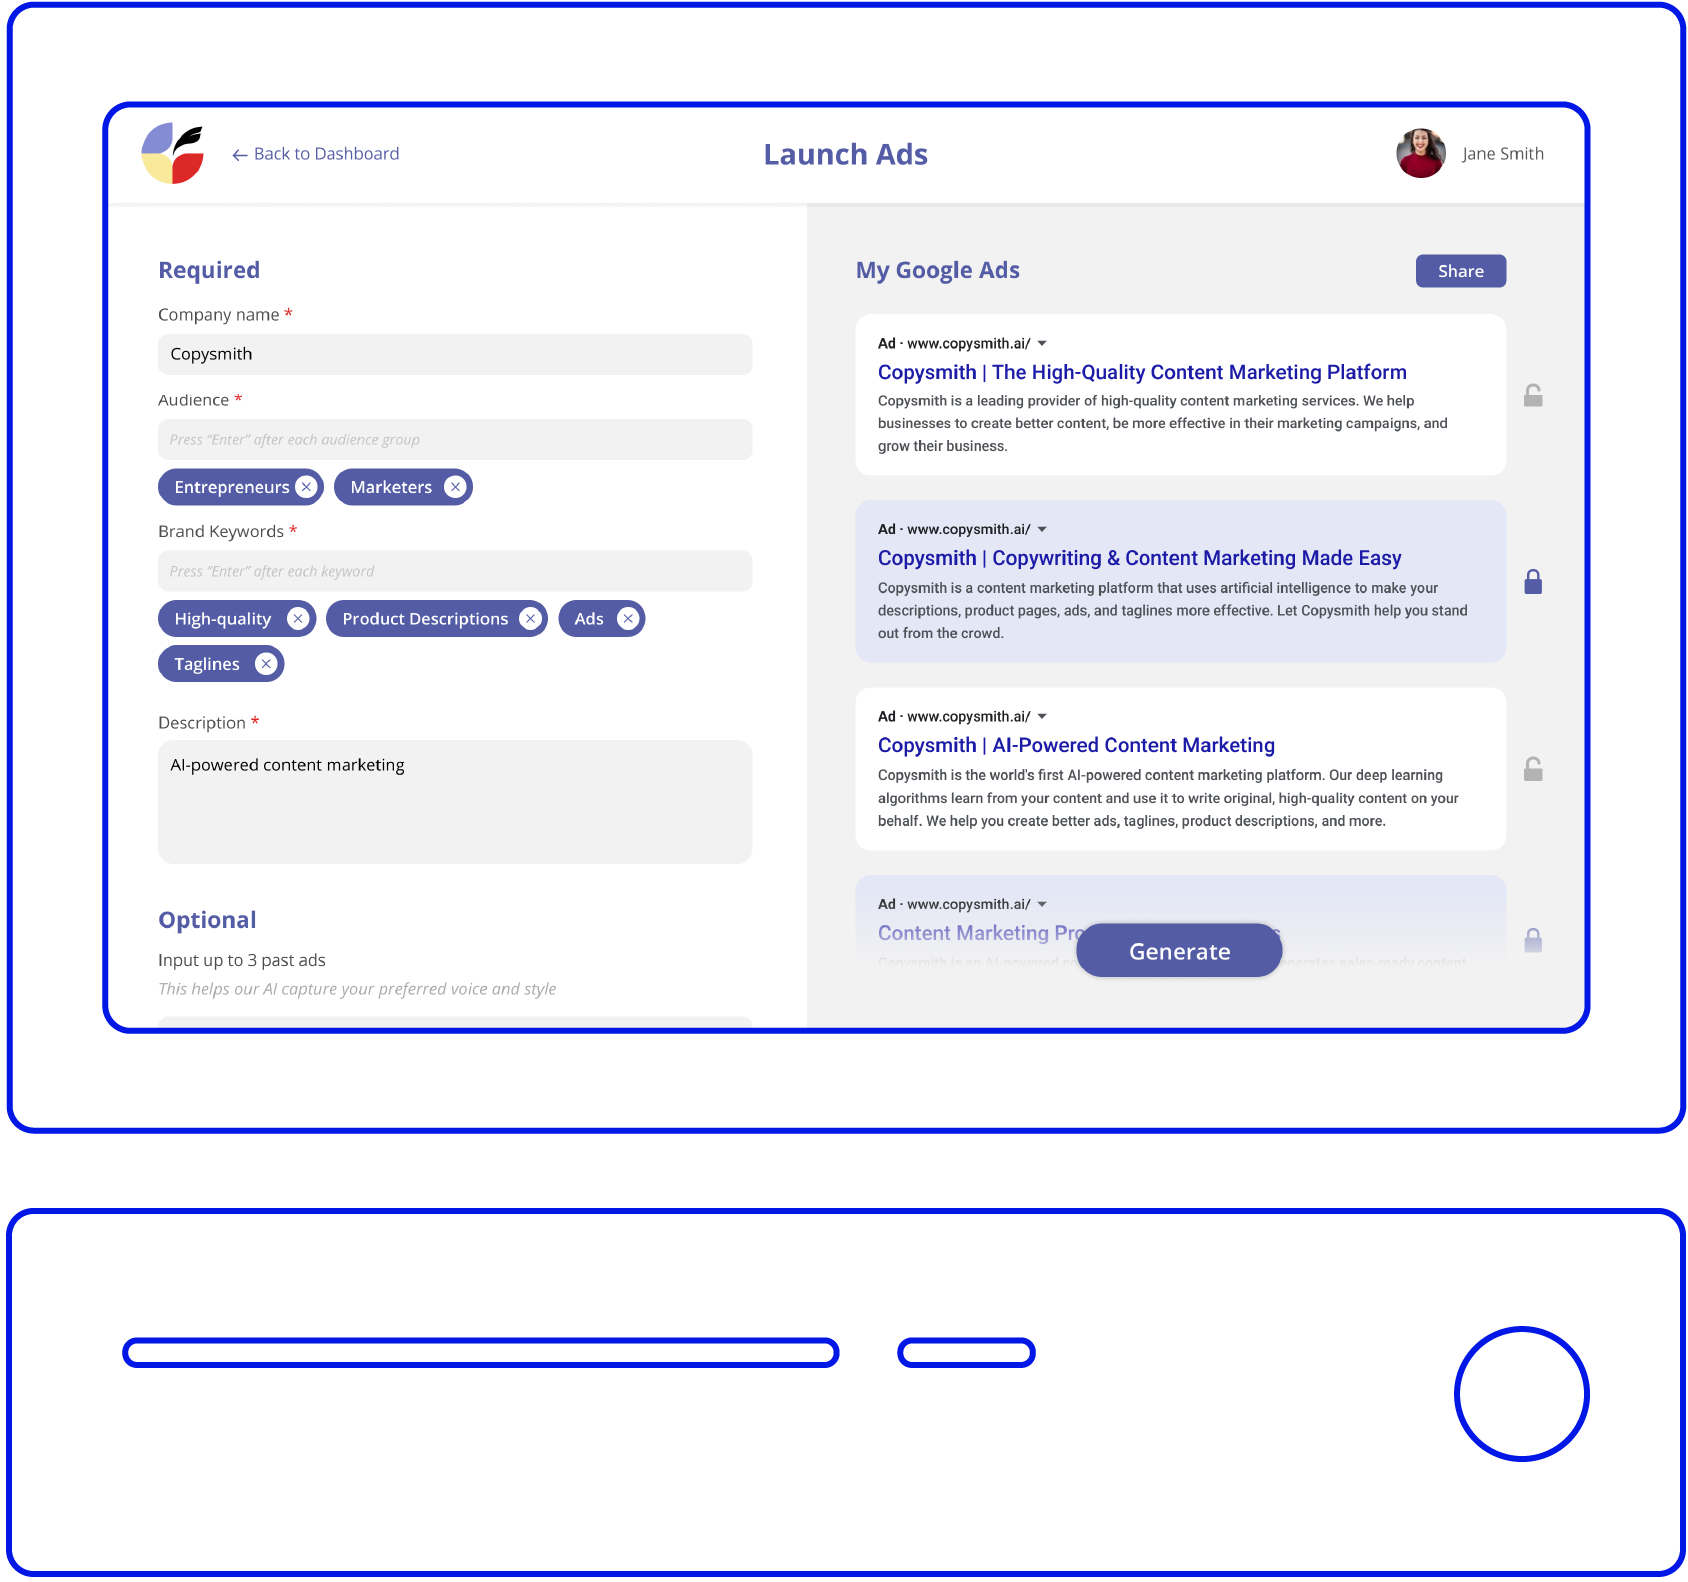 ← Back to Dashboard
Launch Ads
Jane Smith
Required
Company name *
Copysmith
Audience *
Press “Enter” after each audience group
Entrepreneurs Marketers
Brand Keywords *
Press “Enter” after each keyword
High-quality Product Descriptions Ads
Taglines
Description *
AI-powered content marketing
Optional
Input up to 3 past ads
This helps our AI capture your preferred voice and style
My Google Ads
Share
Ad · www.copysmith.ai/
Copysmith | The High-Quality Content Marketing Platform
Copysmith is a leading provider of high-quality content marketing services. We help
businesses to create better content, be more effective in their marketing campaigns, and
grow their business.
Ad · www.copysmith.ai/
Copysmith | Copywriting & Content Marketing Made Easy
Copysmith is a content marketing platform that uses artificial intelligence to make your
descriptions, product pages, ads, and taglines more effective. Let Copysmith help you stand
out from the crowd.
Ad · www.copysmith.ai/
Copysmith | AI-Powered Content Marketing
Copysmith is the world's first AI-powered content marketing platform. Our deep learning
algorithms learn from your content and use it to write original, high-quality content on your
behalf. We help you create better ads, taglines, product descriptions, and more.
Ad · www.copysmith.ai/
Content Marketing
Copysmith is an AI-powered sales-ready content
Generate